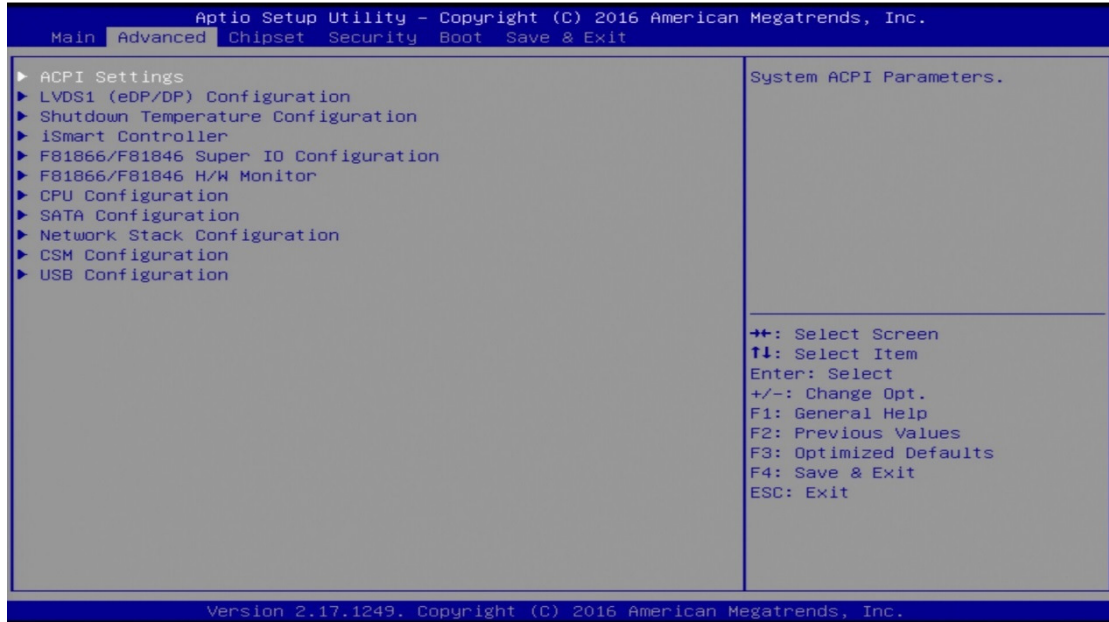 Aptio Setup Utility – Copyright (C) 2016 American Megatrends, Inc.
Main Advanced Chipset Security Boot Save & Exit
► ACPI Settings
► LVDS1 (eDP/DP) Configuration
► Shutdown Temperature Configuration
► iSmart Controller
► F81866/F81846 Super IO Configuration
► F81866/F81846 H/W Monitor
► CPU Configuration
► SATA Configuration
► Network Stack Configuration
► CSM Configuration
► USB Configuration
System ACPI Parameters.
→←: Select Screen
↑↓: Select Item
Enter: Select
+/-: Change Opt.
F1: General Help
F2: Previous Values
F3: Optimized Defaults
F4: Save & Exit
ESC: Exit
Version 2.17.1249. Copyright (C) 2016 American Megatrends, Inc.